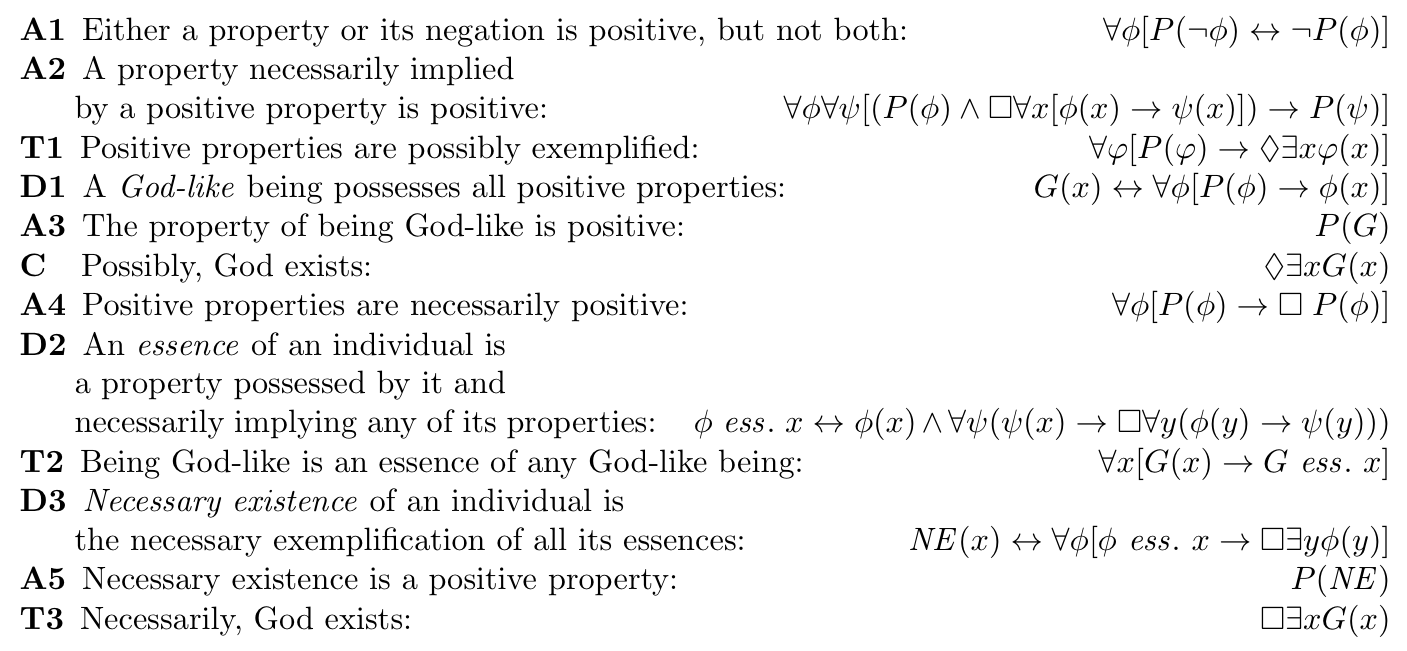 A1 Either a property or its negation is positive, but not both: ∀ϕ[P(¬ϕ) ↔ ¬P(ϕ)]
A2 A property necessarily implied
by a positive property is positive: ∀ϕ∀ψ[(P(ϕ) ∧ □∀x[ϕ(x) → ψ(x)]) → P(ψ)]
T1 Positive properties are possibly exemplified: ∀φ[P(φ) → ◇∃xφ(x)]
D1 A God-like being possesses all positive properties: G(x) ↔ ∀ϕ[P(ϕ) → ϕ(x)]
A3 The property of being God-like is positive: P(G)
C Possibly, God exists: ◇∃xG(x)
A4 Positive properties are necessarily positive: ∀ϕ[P(ϕ) → □ P(ϕ)]
D2 An essence of an individual is
a property possessed by it and
necessarily implying any of its properties: ϕ ess. x ↔ ϕ(x) ∧ ∀ψ(ψ(x) → □∀y(ϕ(y) → ψ(y)))
T2 Being God-like is an essence of any God-like being: ∀x[G(x) → G ess. x]
D3 Necessary existence of an individual is
the necessary exemplification of all its essences: NE(x) ↔ ∀ϕ[ϕ ess. x → □∃yϕ(y)]
A5 Necessary existence is a positive property: P(NE)
T3 Necessarily, God exists: □∃xG(x)